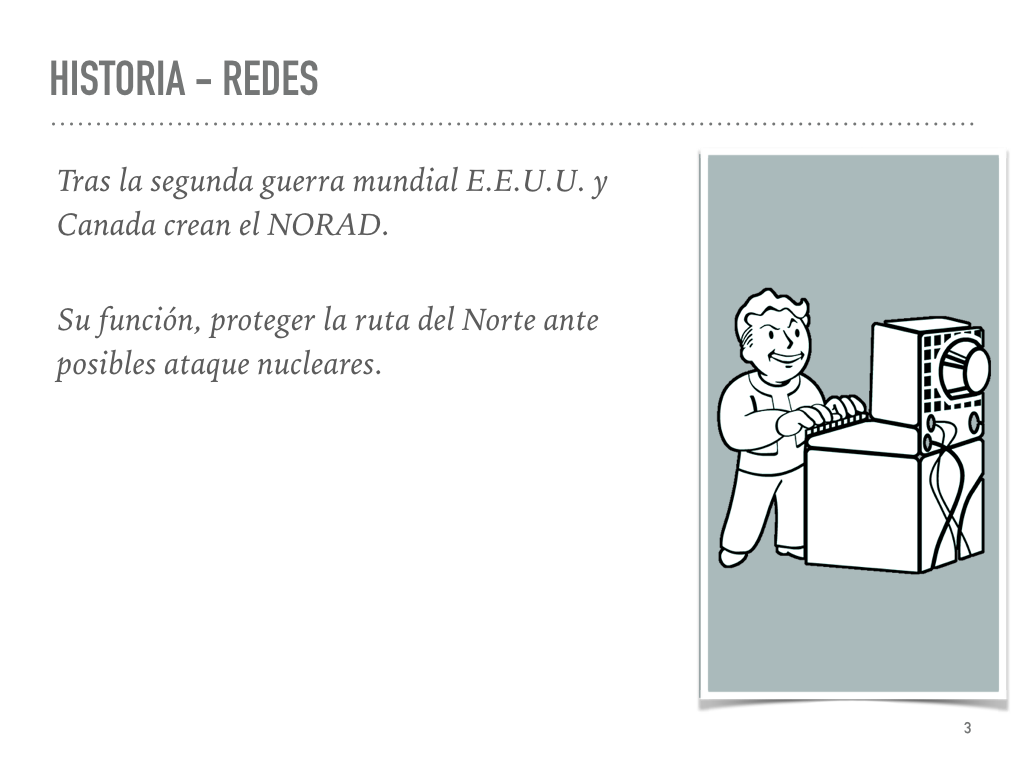 HISTORIA – REDES
Tras la segunda guerra mundial E.E.U.U. y
Canada crean el NORAD.
Su función, proteger la ruta del Norte ante
posibles ataque nucleares.
3